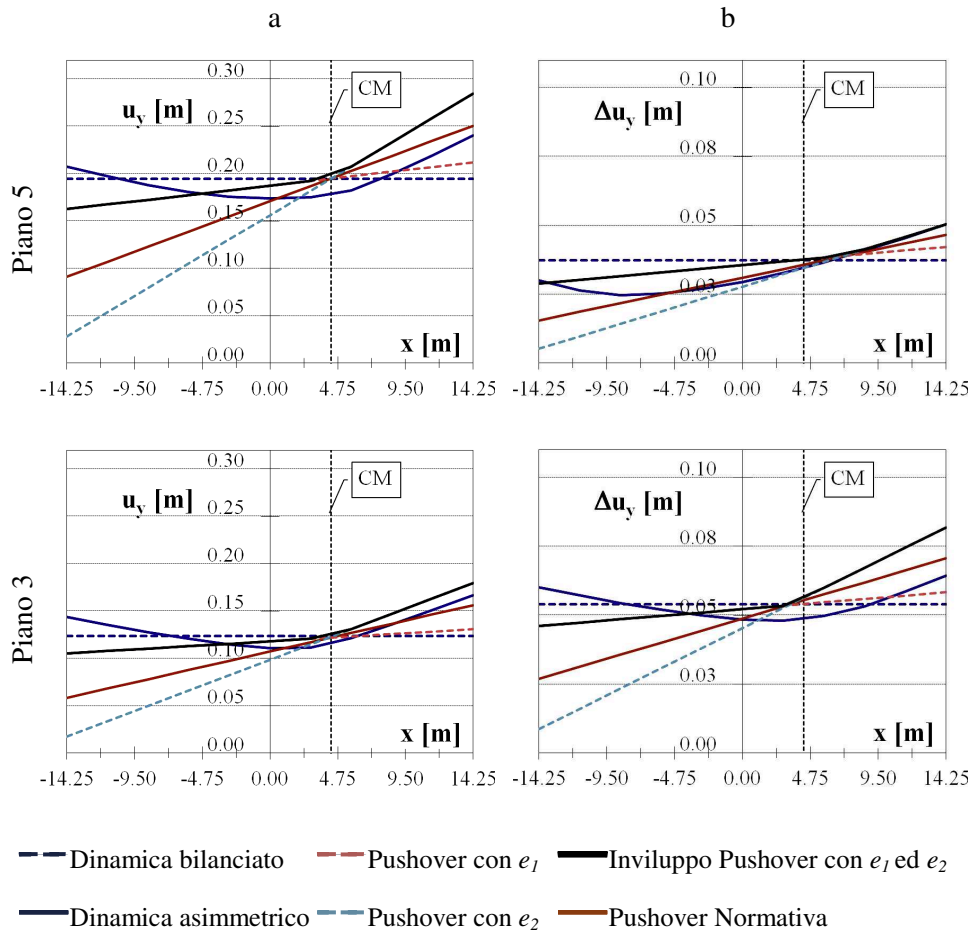 a
b
Piano 5
0.30
0.25
0.20
0.15
0.10
0.05
0.00
u_y [m]
CM
x [m]
-14.25 -9.50 -4.75 0.00 4.75 9.50 14.25
0.10
0.08
0.05
0.03
0.00
Δu_y [m]
CM
x [m]
-14.25 -9.50 -4.75 0.00 4.75 9.50 14.25
Piano 3
0.30
0.25
0.20
0.15
0.10
0.05
0.00
u_y [m]
CM
x [m]
-14.25 -9.50 -4.75 0.00 4.75 9.50 14.25
0.10
0.08
0.05
0.03
0.00
Δu_y [m]
CM
x [m]
-14.25 -9.50 -4.75 0.00 4.75 9.50 14.25
Dinamica bilanciato Pushover con e_1 Inviluppo Pushover con e_1 ed e_2
Dinamica asimmetrico Pushover con e_2 Pushover Normativa